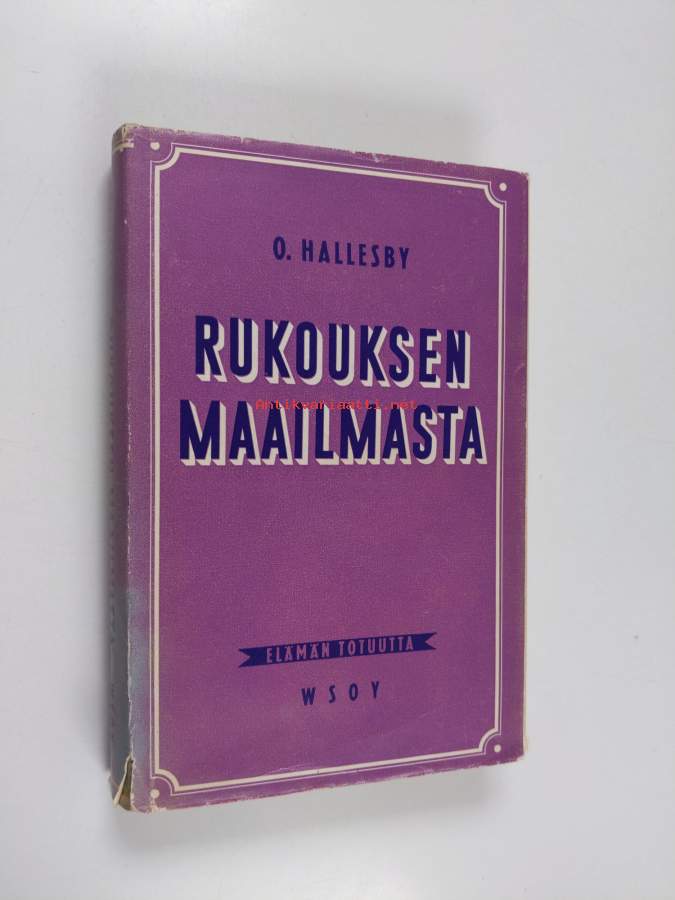 O. HALLESBY
RUKOUKSEN
Antikvariaatti.net
MAAILMASTA
ELÄMÄN TOTUUTTA
WSOY